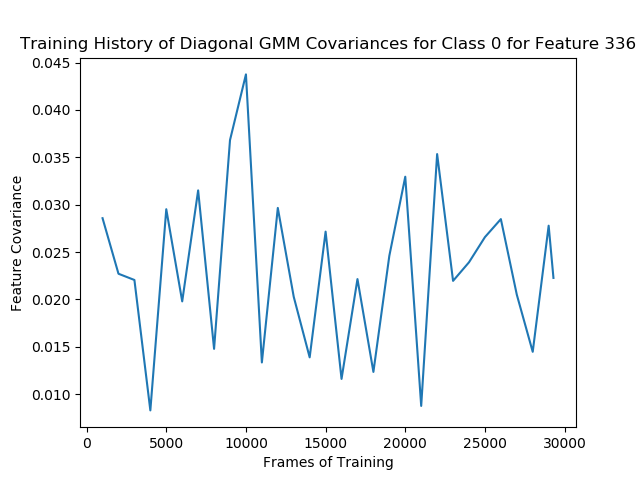 Training History of Diagonal GMM Covariances for Class 0 for Feature 336
0.045
0.040
0.035
0.030
0.025
0.020
0.015
0.010
Feature Covariance
0 5000 10000 15000 20000 25000 30000
Frames of Training